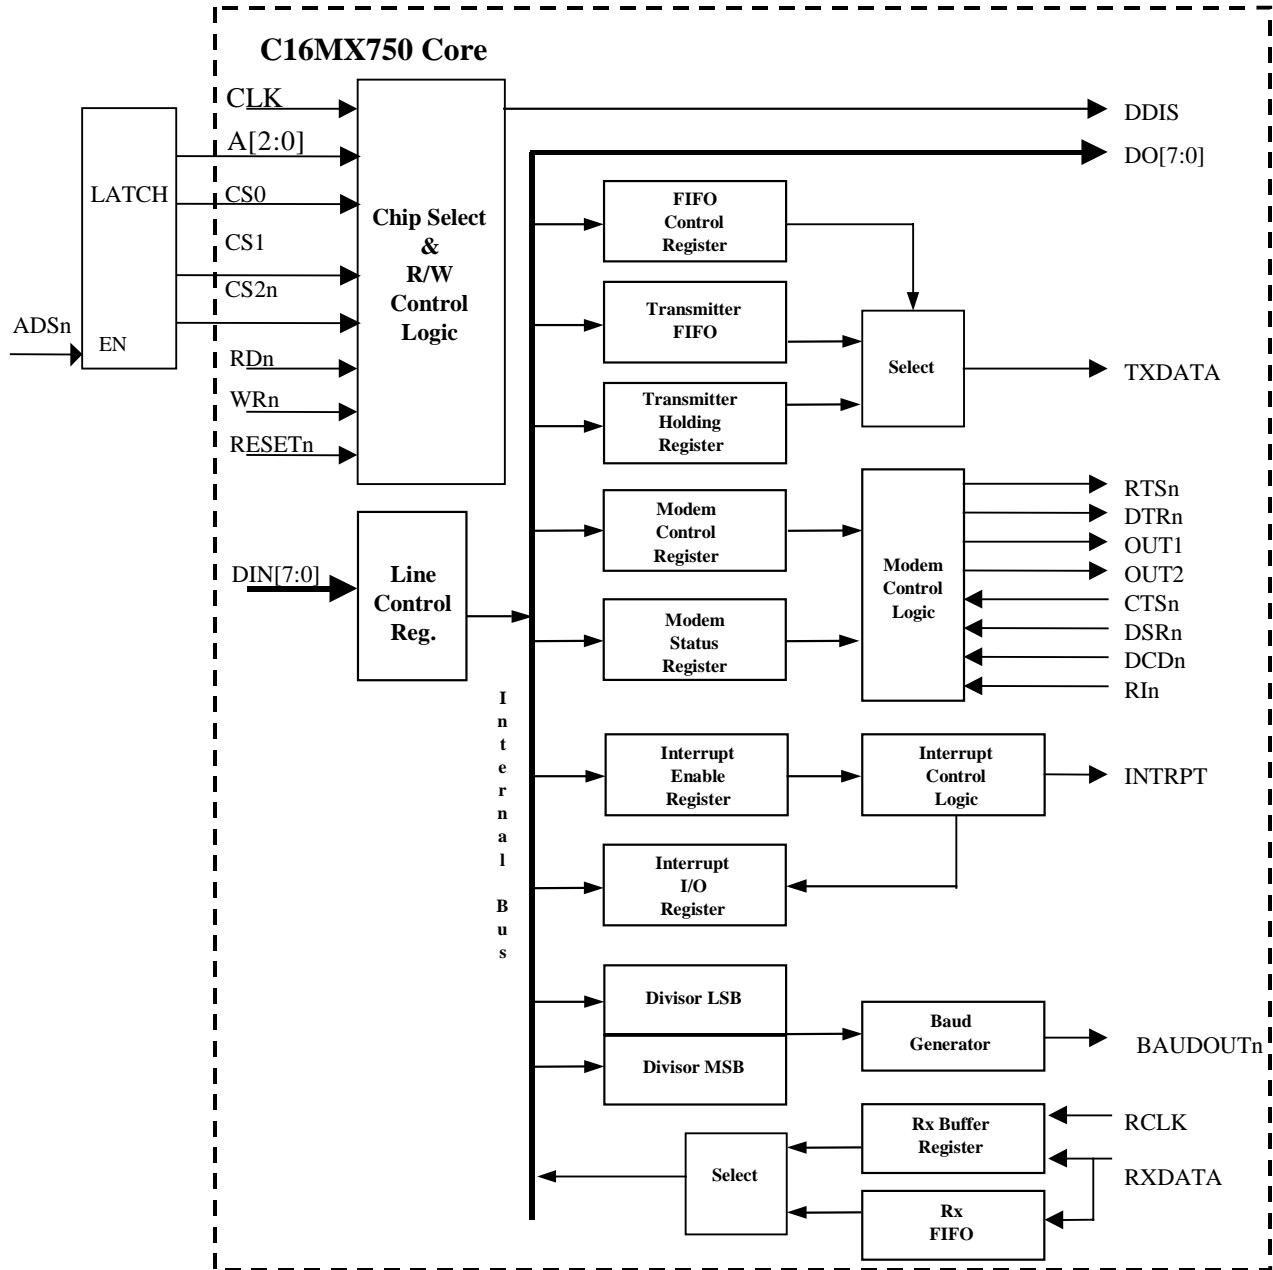 C16MX750 Core
CLK
A[2:0]
LATCH
CS0
CS1
CS2n
ADSn
EN
RDn
WRn
RESETn
Chip Select
&
R/W
Control
Logic
DIN[7:0]
Line
Control
Reg.
Internal Bus
FIFO
Control
Register
Transmitter
FIFO
Transmitter
Holding
Register
Select
Modem
Control
Register
Modem
Status
Register
Modem
Control
Logic
Interrupt
Enable
Register
Interrupt
Control
Logic
Interrupt
I/O
Register
Divisor LSB
Divisor MSB
Baud
Generator
Rx Buffer
Register
Select
Rx
FIFO
DDIS
DO[7:0]
TXDATA
RTSn
DTRn
OUT1
OUT2
CTSn
DSRn
DCDn
RIn
INTRPT
BAUDOUTn
RCLK
RXDATA